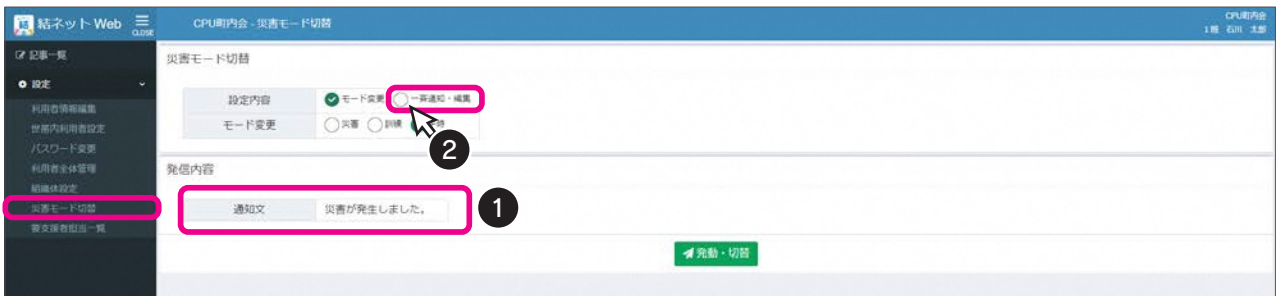 結ネット Web
CLOSE
CPU町内会 - 災害モード切替
CPU町内会
1班 石川 太郎
記事一覧
設定
利用者情報編集
世帯内利用者設定
パスワード変更
利用者全体管理
組織体設定
災害モード切替
要支援者担当一覧
災害モード切替
設定内容
モード変更
一斉通知・編集
モード変更
災害
訓練
時
2
発信内容
通知文
災害が発生しました。
1
発動・切替